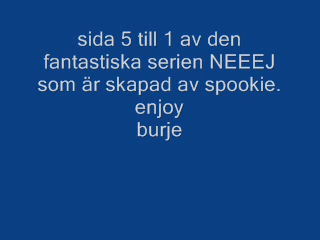 sida 5 till 1 av den
fantastiska serien NEEEJ
som är skapad av spookie.
enjoy
burje